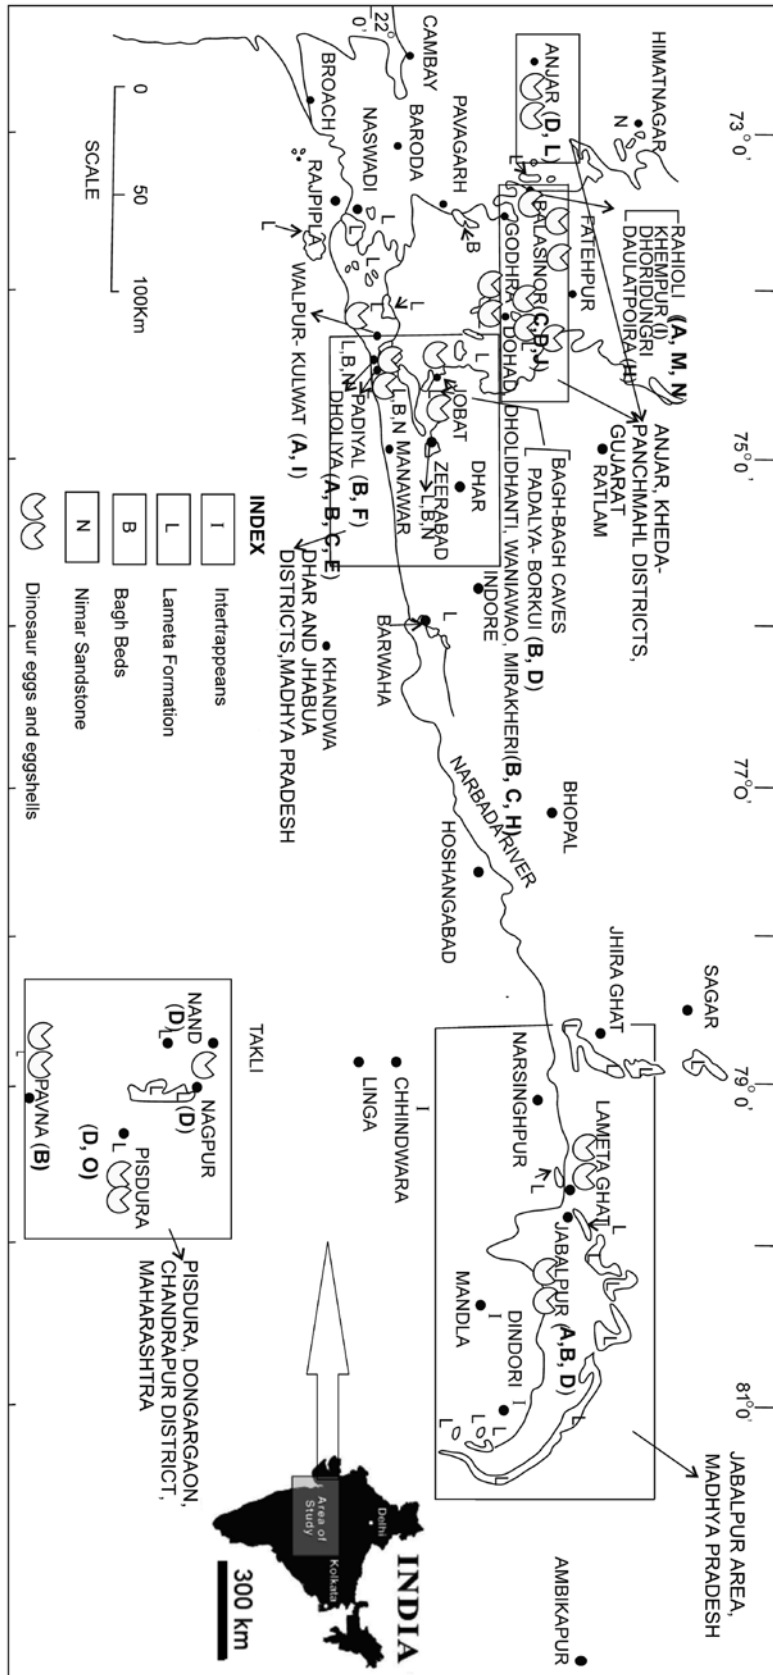 73°0'
75°0'
77°0'
79°0'
81°0'
22°
0'
HIMATNAGAR
N
ANJAR (D, L)
L
RAHIOLI (A, M, N)
KHEMPUR (I)
DHORIDUNGRI
DAULATPOIRA (H)
FATEHPUR
BALASINOR (C,B,J)
L
GODHRA
DOHAD, DHOLIDHANTI, WANIAWAO, MIRAKHERI(B, C, H)
L
ANJAR, KHEDA-
PANCHMAHL DISTRICTS,
GUJARAT
RATLAM
CAMBAY
BARODA
PAVAGARH
B
BROACH
NASWADI
RAJPIPLA
L
L
L
L
L
L
JOBAT
ZEERABAD
L,B,N
DHAR
BAGH-BAGH CAVES
PADALYA- BORKUI (B, D)
INDORE
L,B,N MANAWAR
L,B,N
L
PADIYAL (B, F)
DHOLIYA (A, B, C, E)
WALPUR- KULWAT (A, I)
DHAR AND JHABUA
DISTRICTS,MADHYA PRADESH
KHANDWA
BARWAHA
L
NARBADA RIVER
BHOPAL
HOSHANGABAD
SAGAR
L
JHIRA GHAT
L
L
NARSINGHPUR
LAMETA GHAT
L
L
JABALPUR (A,B, D)
L
L
L
L
L
MANDLA
I
DINDORI
I
L
L
L
JABALPUR AREA,
MADHYA PRADESH
AMBIKAPUR
I
CHHINDWARA
LINGA
TAKLI
NAND
(D)
L
NAGPUR
(D)
L
L
PISDURA
L
(D, O)
PAVNA (B)
L
PISDURA, DONGARGAON,
CHANDRAPUR DISTRICT,
MAHARASHTRA
0
50
100Km
SCALE
INDEX
I
Intertrappeans
L
Lameta Formation
B
Bagh Beds
N
Nimar Sandstone
Dinosaur eggs and eggshells
INDIA
Delhi
Area of
Study
Kolkata
300 km